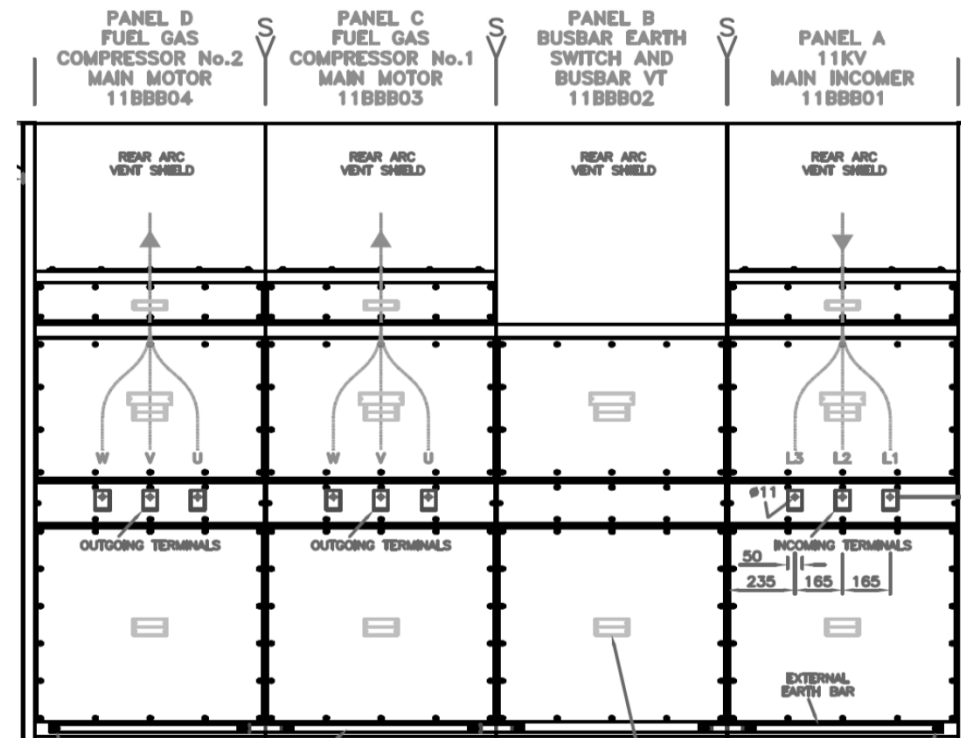 PANEL D
FUEL GAS
COMPRESSOR No.2
MAIN MOTOR
11BBB04
S
PANEL C
FUEL GAS
COMPRESSOR No.1
MAIN MOTOR
11BBB03
S
PANEL B
BUSBAR EARTH
SWITCH AND
BUSBAR VT
11BBB02
S
PANEL A
11KV
MAIN INCOMER
11BBB01
REAR ARC
VENT SHIELD
REAR ARC
VENT SHIELD
REAR ARC
VENT SHIELD
REAR ARC
VENT SHIELD
W V U
W V U
L3 L2 L1
ø11
OUTGOING TERMINALS
OUTGOING TERMINALS
INCOMING TERMINALS
50
235 165 165
EXTERNAL
EARTH BAR